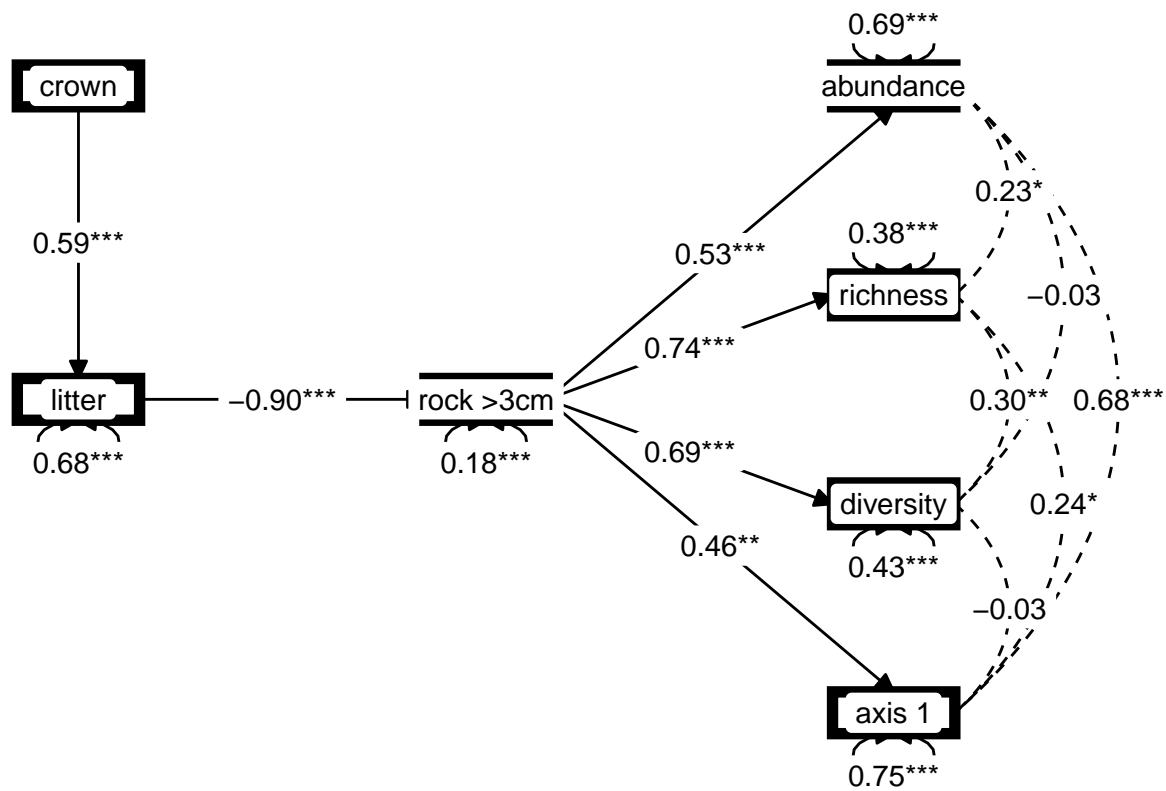 0.69***
crown
abundance
0.23*
0.59***
0.53***
0.38***
richness
−0.03
0.74***
litter
−0.90***
rock >3cm
0.30**
0.68***
0.68***
0.18***
0.69***
diversity
0.24*
0.46**
0.43***
−0.03
axis 1
0.75***